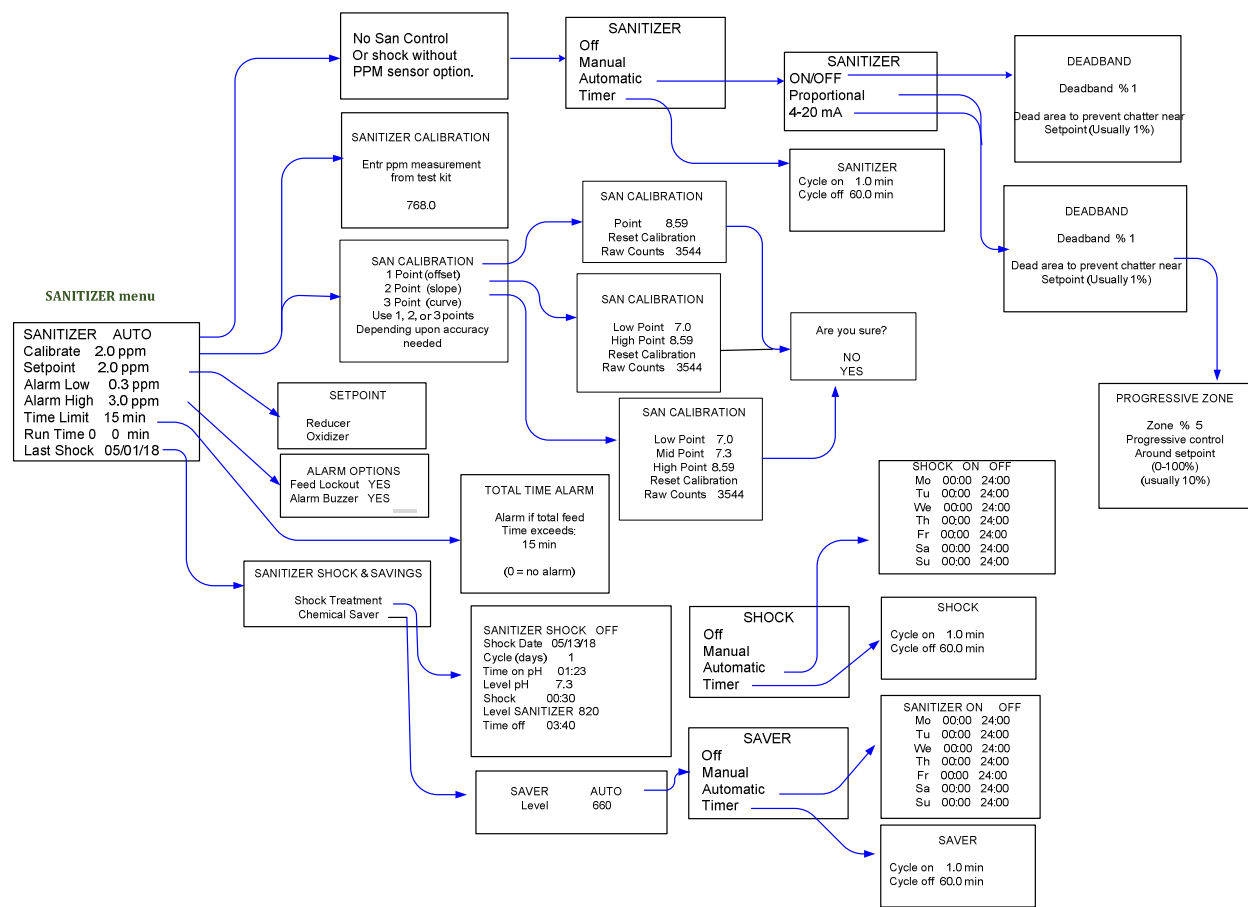 No San Control
Or shock without
PPM sensor option.
SANITIZER
Off
Manual
Automatic
Timer
SANITIZER
ON/OFF
Proportional
4-20 mA
DEADBAND
Deadband % 1
Dead area to prevent chatter near
Setpoint (Usually 1%)
SANITIZER CALIBRATION
Entr ppm measurement
from test kit
768.0
SANITIZER
Cycle on 1.0 min
Cycle off 60.0 min
SAN CALIBRATION
Point 8.59
Reset Calibration
Raw Counts 3544
DEADBAND
Deadband % 1
Dead area to prevent chatter near
Setpoint (Usually 1%)
SAN CALIBRATION
1 Point (offset)
2 Point (slope)
3 Point (curve)
Use 1, 2, or 3 points
Depending upon accuracy
needed
SANITIZER menu
SANITIZER AUTO
Calibrate 2.0 ppm
Setpoint 2.0 ppm
Alarm Low 0.3 ppm
Alarm High 3.0 ppm
Time Limit 15 min
Run Time 0 0 min
Last Shock 05/01/18
SAN CALIBRATION
Low Point 7.0
High Point 8.59
Reset Calibration
Raw Counts 3544
Are you sure?
NO
YES
SETPOINT
Reducer
Oxidizer
SAN CALIBRATION
Low Point 7.0
Mid Point 7.3
High Point 8.59
Reset Calibration
Raw Counts 3544
PROGRESSIVE ZONE
Zone % 5
Progressive control
Around setpoint
(0-100%)
(usually 10%)
ALARM OPTIONS
Feed Lockout YES
Alarm Buzzer YES
TOTAL TIME ALARM
Alarm if total feed
Time exceeds:
15 min
(0 = no alarm)
SHOCK ON OFF
Mo 00:00 24:00
Tu 00:00 24:00
We 00:00 24:00
Th 00:00 24:00
Fr 00:00 24:00
Sa 00:00 24:00
Su 00:00 24:00
SANITIZER SHOCK & SAVINGS
Shock Treatment
Chemical Saver
SANITIZER SHOCK OFF
Shock Date 05/13/18
Cycle (days) 1
Time on pH 01:23
Level pH 7.3
Shock 00:30
Level SANITIZER 820
Time off 03:40
SHOCK
Off
Manual
Automatic
Timer
SHOCK
Cycle on 1.0 min
Cycle off 60.0 min
SAVER AUTO
Level 660
SAVER
Off
Manual
Automatic
Timer
SANITIZER ON OFF
Mo 00:00 24:00
Tu 00:00 24:00
We 00:00 24:00
Th 00:00 24:00
Fr 00:00 24:00
Sa 00:00 24:00
Su 00:00 24:00
SAVER
Cycle on 1.0 min
Cycle off 60.0 min